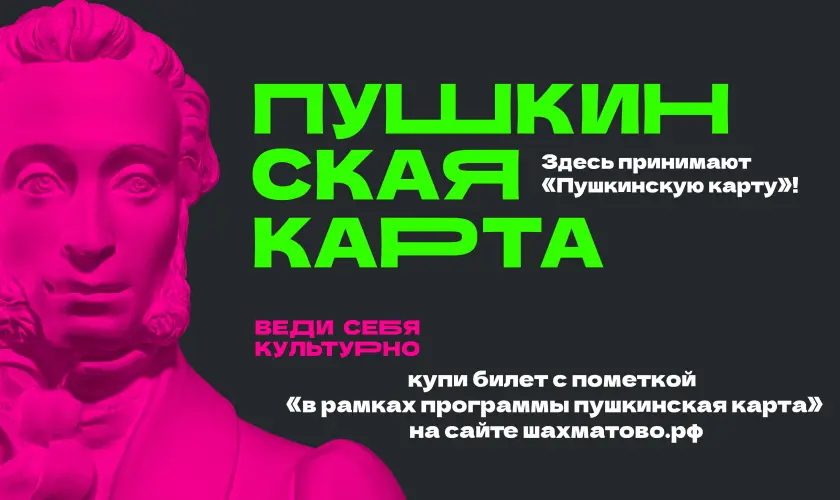 ПУШКИН
СКАЯ
КАРТА
Здесь принимают
«Пушкинскую карту»!
ВЕДИ СЕБЯ
КУЛЬТУРНО
купи билет с пометкой
«в рамках программы пушкинская карта»
на сайте шахматово.рф